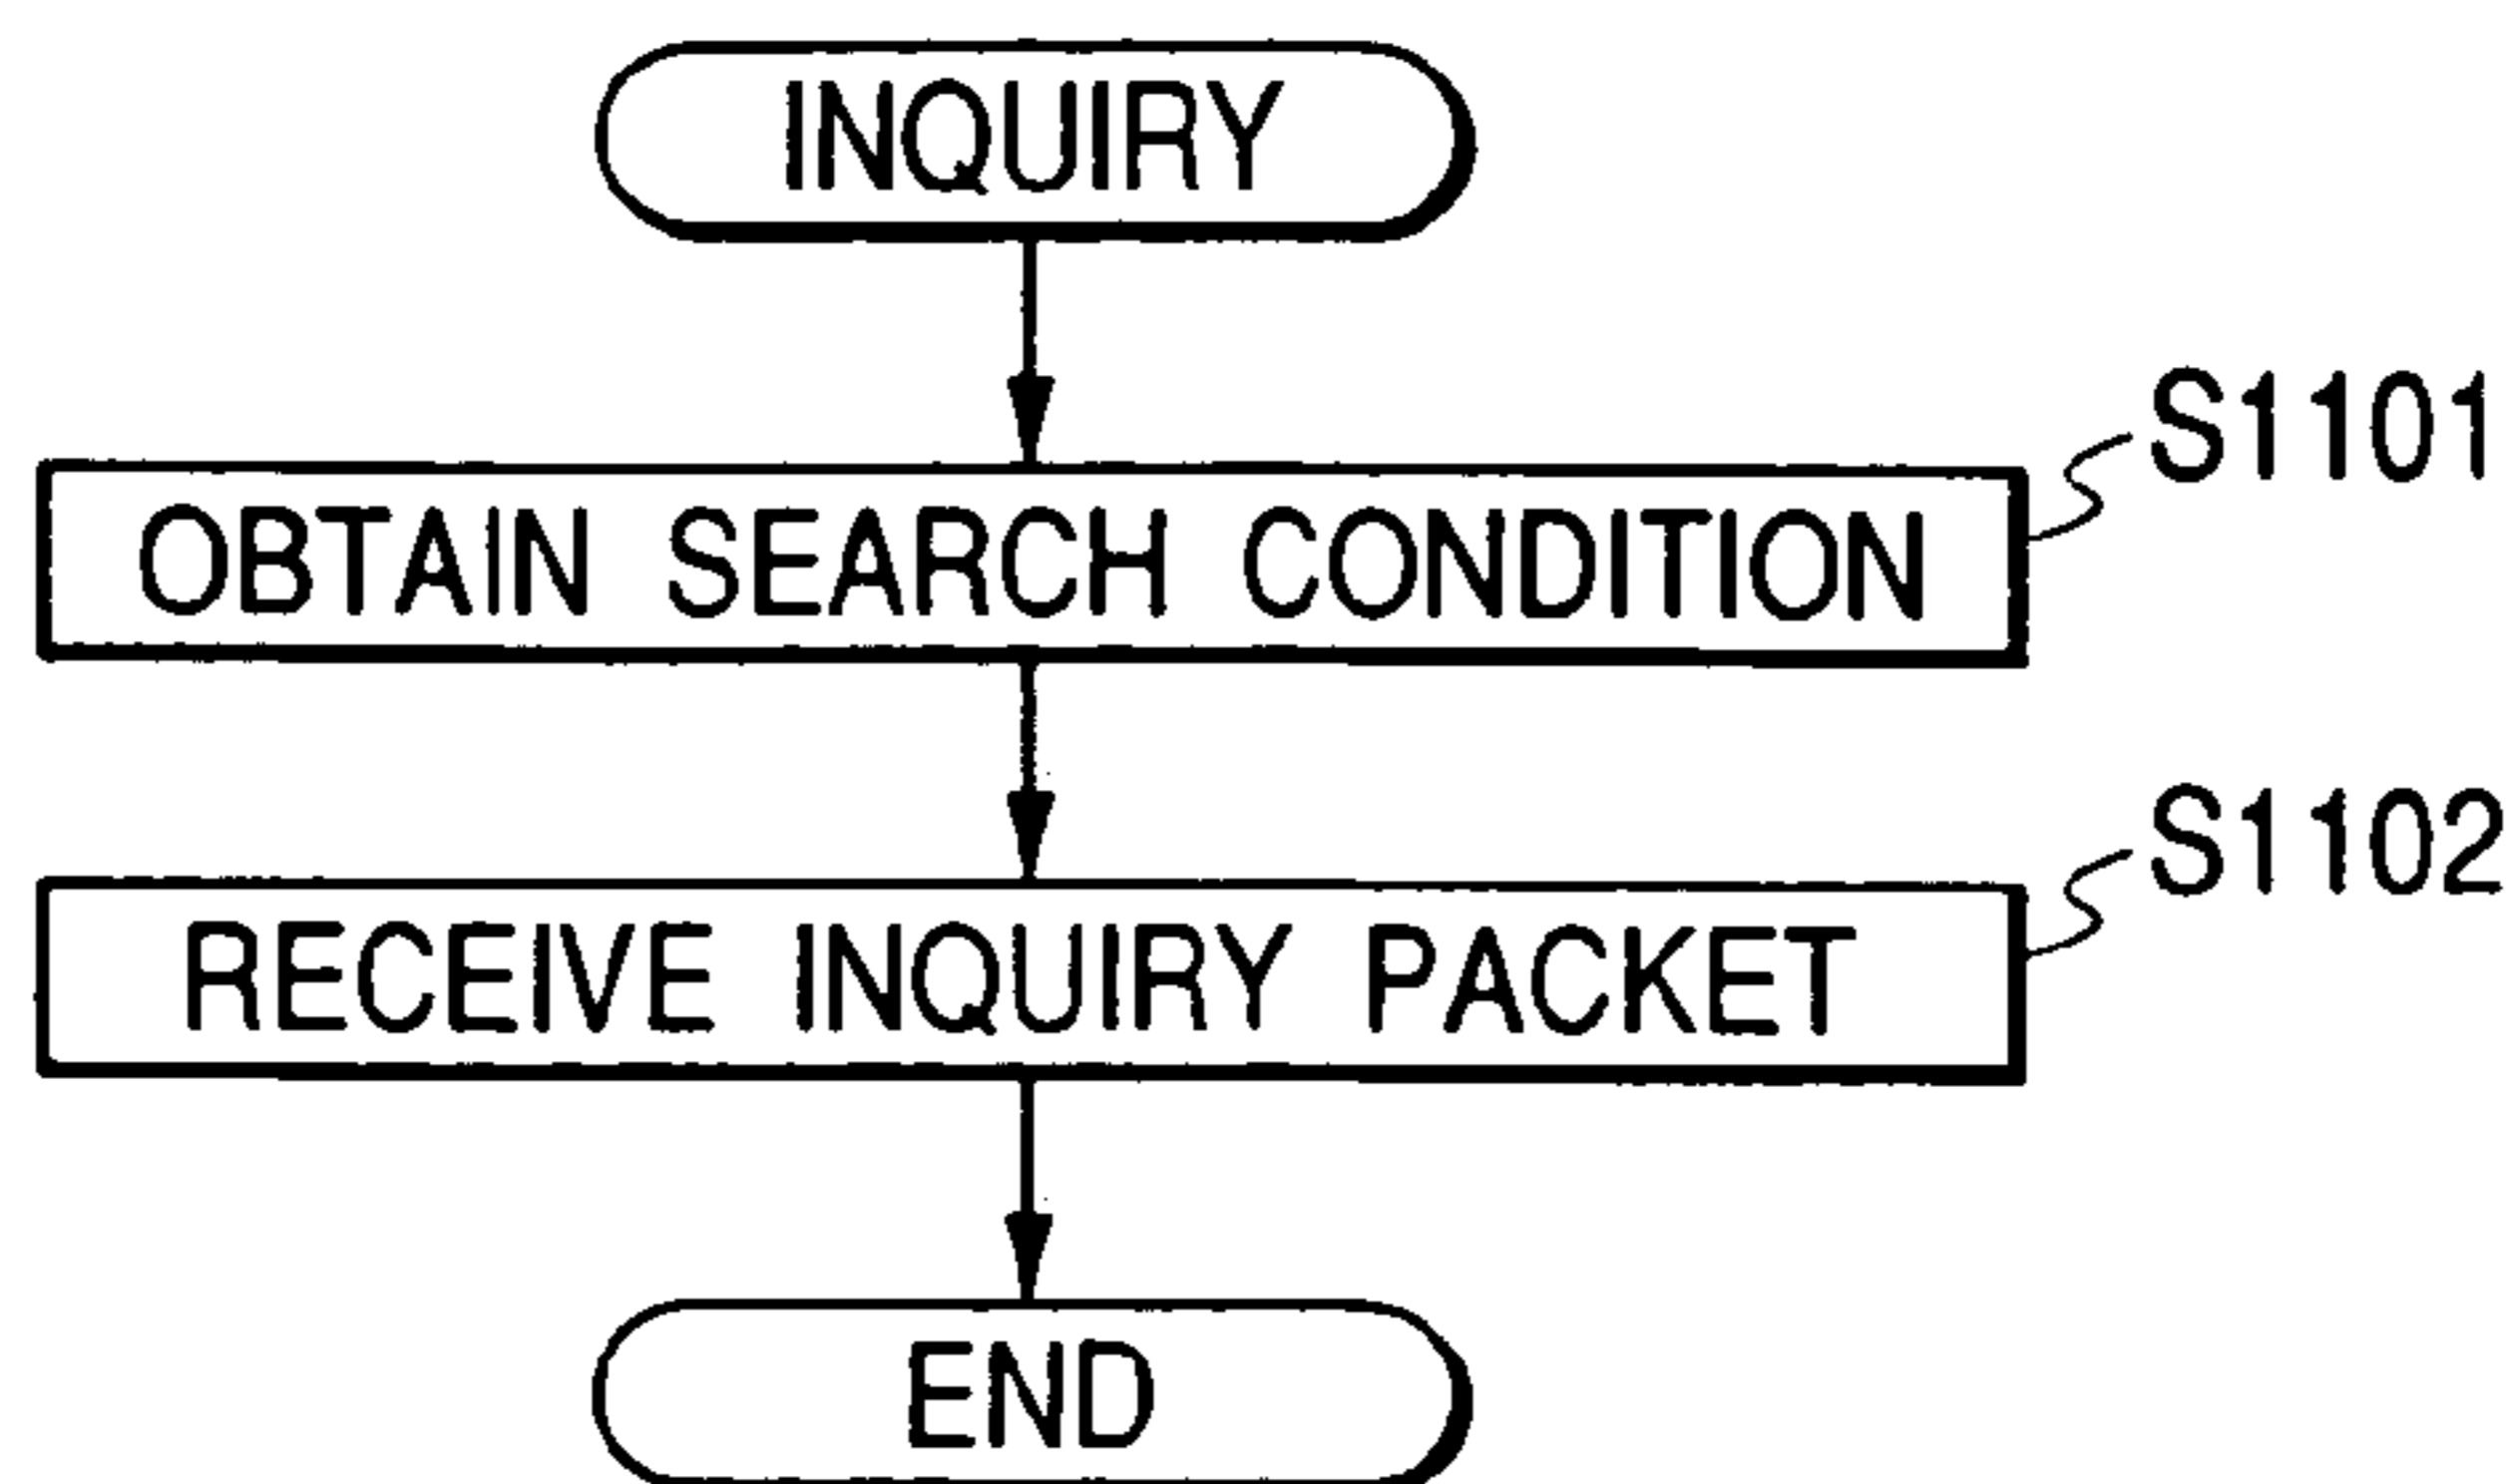 INQUIRY
S1101
OBTAIN SEARCH CONDITION
S1102
RECEIVE INQUIRY PACKET
END